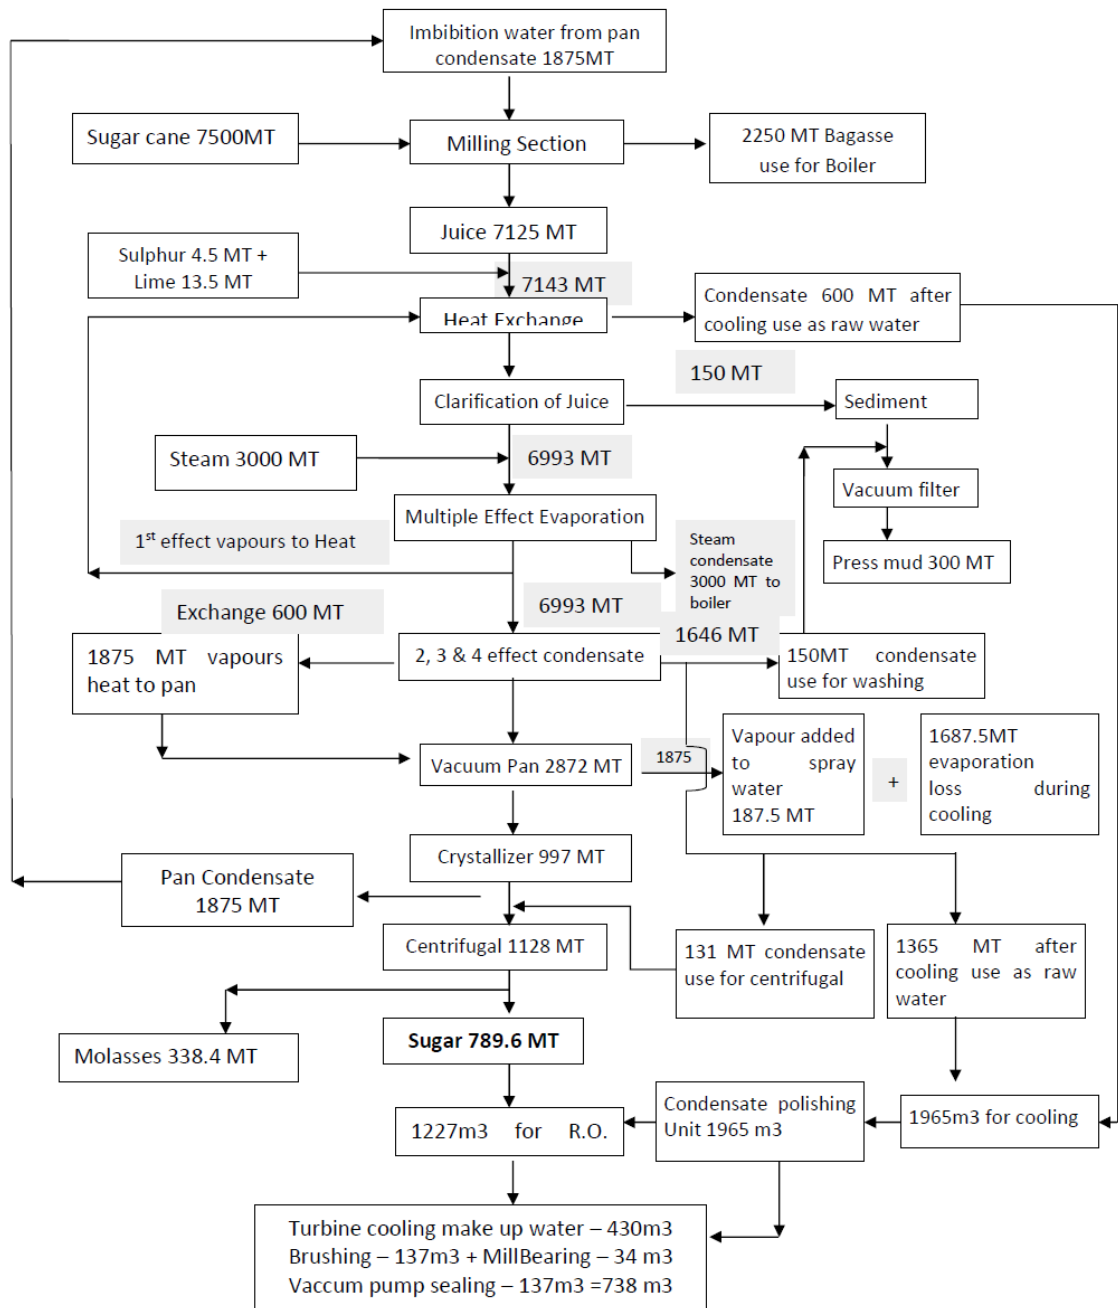 Imbibition water from pan
condensate 1875MT
Sugar cane 7500MT
Milling Section
2250 MT Bagasse
use for Boiler
Juice 7125 MT
Sulphur 4.5 MT +
Lime 13.5 MT
7143 MT
Heat Exchange
Condensate 600 MT after
cooling use as raw water
150 MT
Clarification of Juice
Sediment
Steam 3000 MT
6993 MT
Vacuum filter
Multiple Effect Evaporation
1st effect vapours to Heat
Steam
condensate
3000 MT to
boiler
Press mud 300 MT
Exchange 600 MT
6993 MT
1646 MT
1875 MT vapours
heat to pan
2, 3 & 4 effect condensate
150MT condensate
use for washing
Vacuum Pan 2872 MT
1875
Vapour added
to spray
water
187.5 MT
+
1687.5MT
evaporation
loss during
cooling
Crystallizer 997 MT
Pan Condensate
1875 MT
Centrifugal 1128 MT
131 MT condensate
use for centrifugal
1365 MT after
cooling use as raw
water
Molasses 338.4 MT
Sugar 789.6 MT
1227m3 for R.O.
Condensate polishing
Unit 1965 m3
1965m3 for cooling
Turbine cooling make up water – 430m3
Brushing – 137m3 + MillBearing – 34 m3
Vaccum pump sealing – 137m3 =738 m3